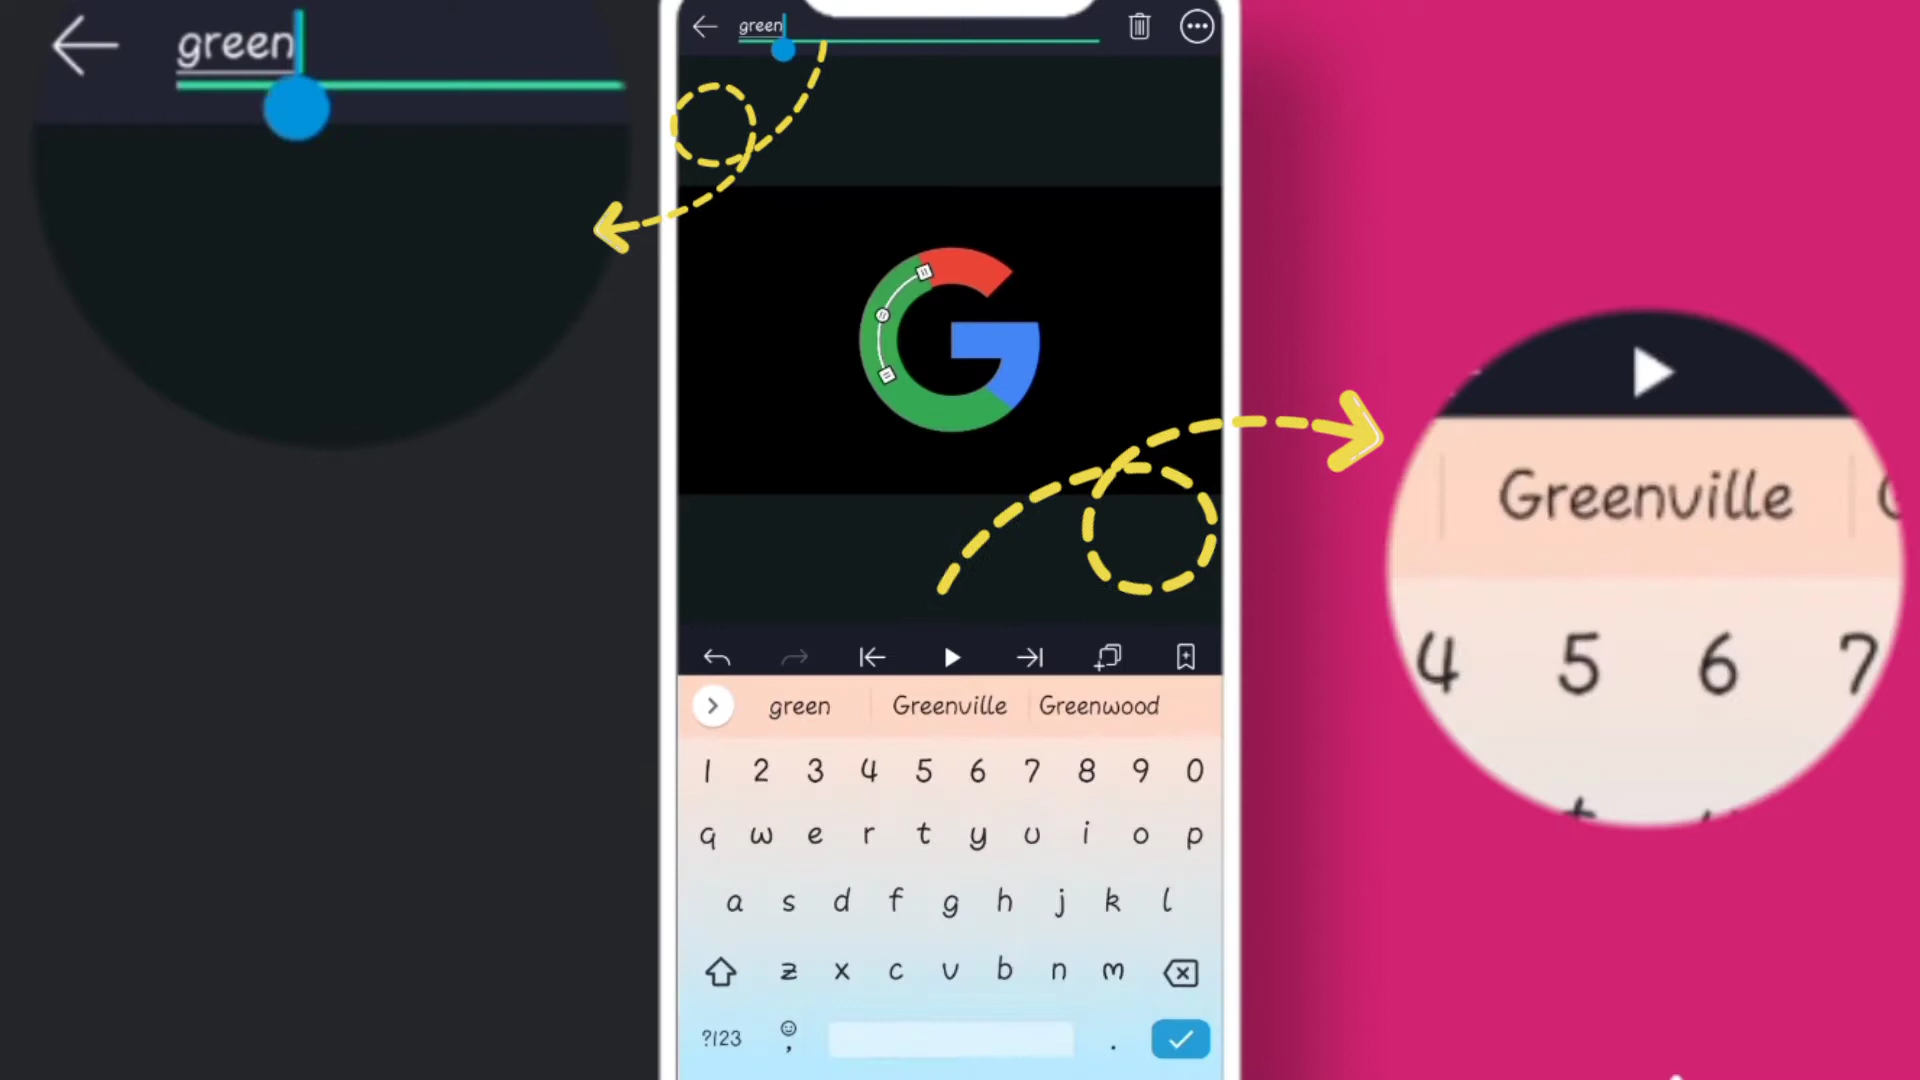 green
green
Greenville
4 5 6 7
green Greenville Greenwood
1 2 3 4 5 6 7 8 9 0
q w e r t y u i o p
a s d f g h j k l
z x c v b n m
?123 , .